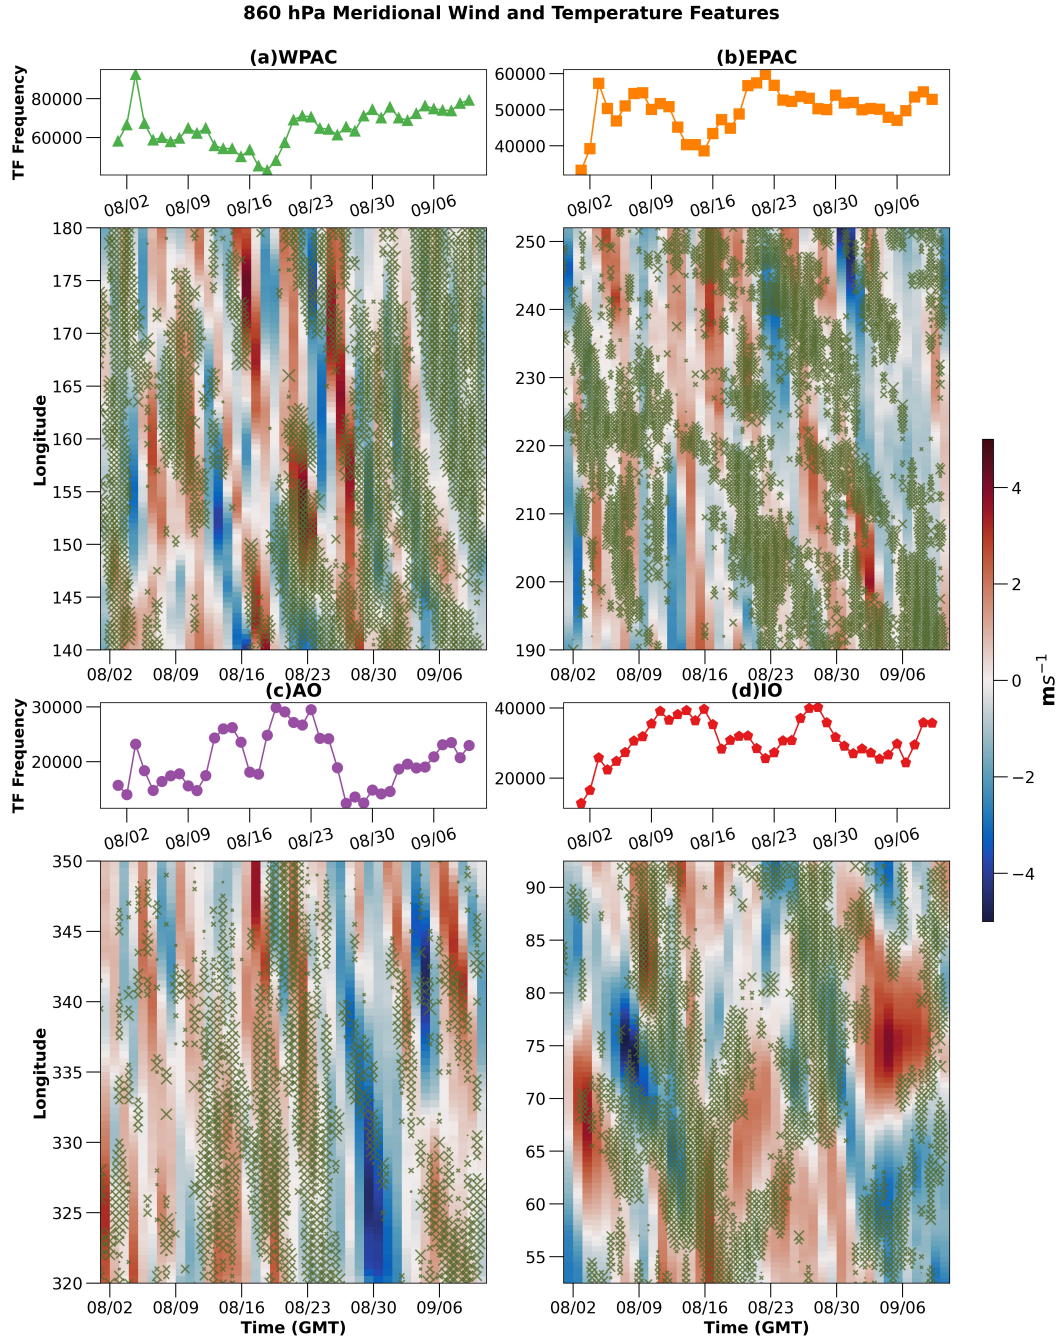 860 hPa Meridional Wind and Temperature Features
(a)WPAC
(b)EPAC
TF Frequency
80000
60000
60000
50000
40000
08/02 08/09 08/16 08/23 08/30 09/06
08/02 08/09 08/16 08/23 08/30 09/06
Longitude
180
175
170
165
160
155
150
145
140
250
240
230
220
210
200
190
08/02 08/09 08/16 08/23 08/30 09/06
08/02 08/09 08/16 08/23 08/30 09/06
4
2
0
−2
−4
ms⁻¹
(c)AO
(d)IO
TF Frequency
30000
20000
40000
20000
08/02 08/09 08/16 08/23 08/30 09/06
08/02 08/09 08/16 08/23 08/30 09/06
Longitude
350
345
340
335
330
325
320
90
85
80
75
70
65
60
55
08/02 08/09 08/16 08/23 08/30 09/06
08/02 08/09 08/16 08/23 08/30 09/06
Time (GMT)
Time (GMT)